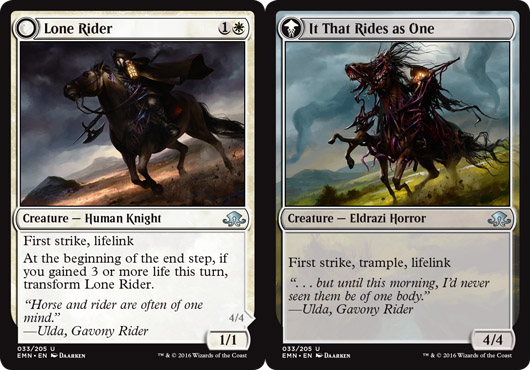 Lone Rider 1
Creature — Human Knight
First strike, lifelink
At the beginning of the end step, if
you gained 3 or more life this turn,
transform Lone Rider.
“Horse and rider are often of one
mind.”
—Ulda, Gavony Rider
4/4
1/1
033/205 U
EMN • EN DAARKEN
™ & © 2016 Wizards of the Coast
It That Rides as One
Creature — Eldrazi Horror
First strike, trample, lifelink
“. . . but until this morning, I’d never
seen them be of one body.”
—Ulda, Gavony Rider
4/4
033/205 U
EMN • EN DAARKEN
™ & © 2016 Wizards of the Coast